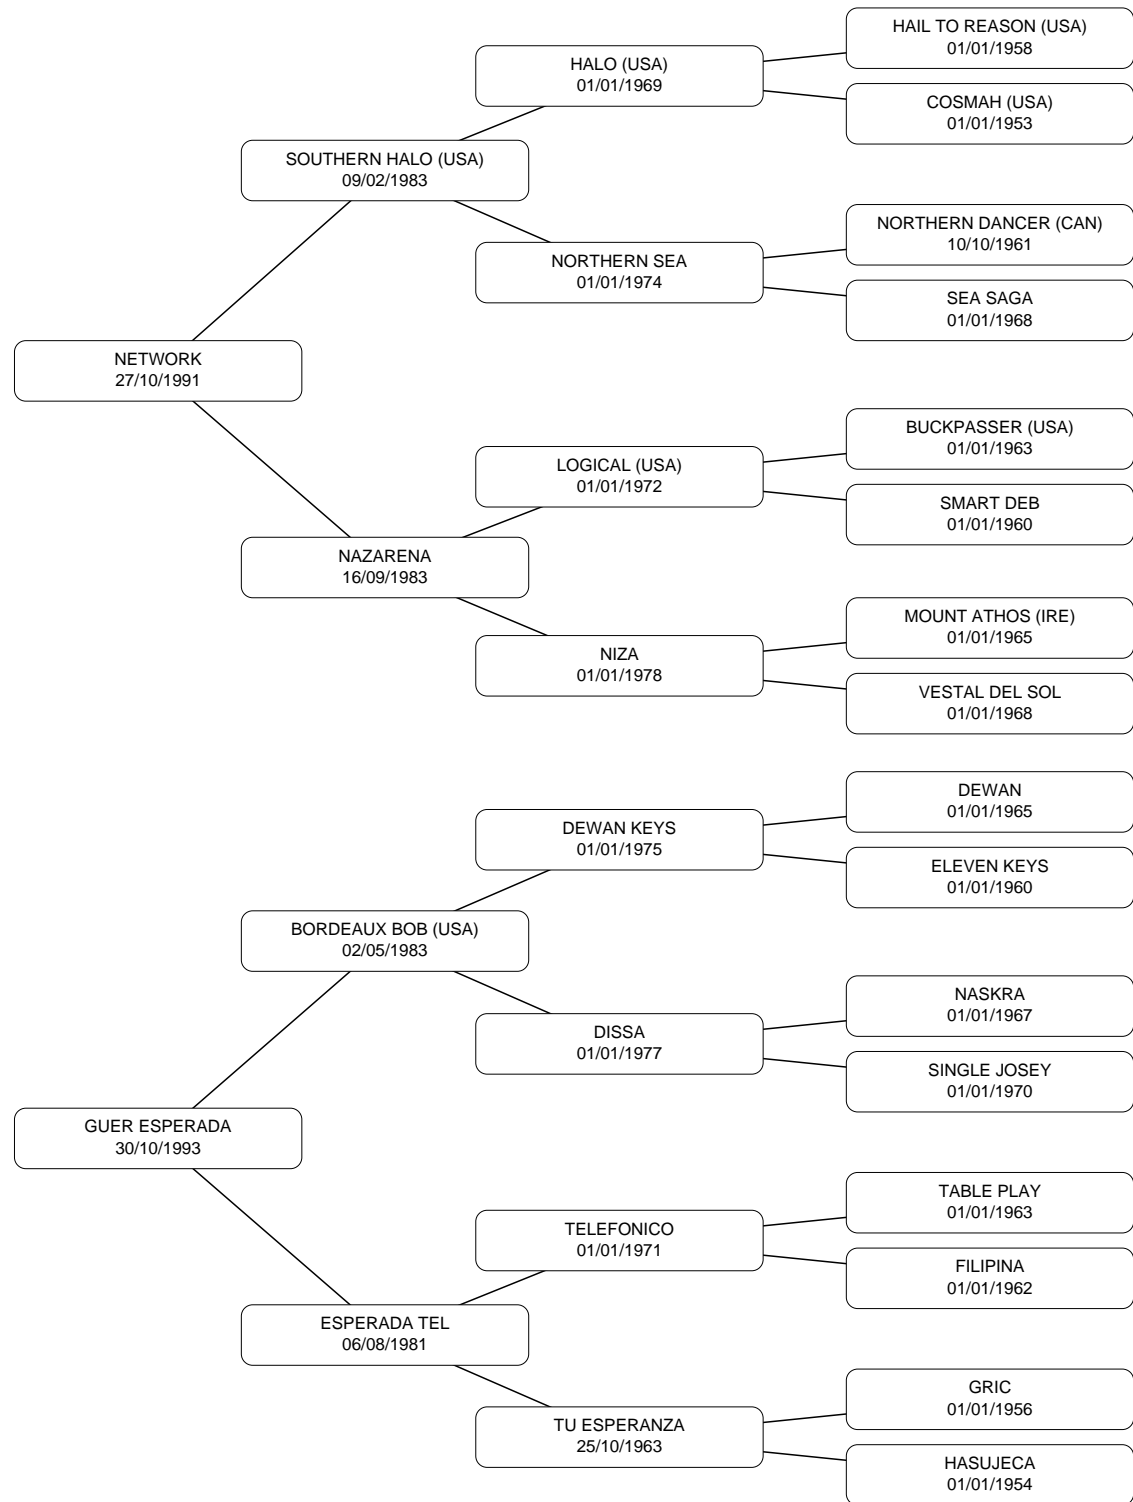 HAIL TO REASON (USA)
01/01/1958
HALO (USA)
01/01/1969
COSMAH (USA)
01/01/1953
SOUTHERN HALO (USA)
09/02/1983
NORTHERN DANCER (CAN)
10/10/1961
NORTHERN SEA
01/01/1974
SEA SAGA
01/01/1968
NETWORK
27/10/1991
BUCKPASSER (USA)
01/01/1963
LOGICAL (USA)
01/01/1972
SMART DEB
01/01/1960
NAZARENA
16/09/1983
MOUNT ATHOS (IRE)
01/01/1965
NIZA
01/01/1978
VESTAL DEL SOL
01/01/1968
DEWAN
01/01/1965
DEWAN KEYS
01/01/1975
ELEVEN KEYS
01/01/1960
BORDEAUX BOB (USA)
02/05/1983
NASKRA
01/01/1967
DISSA
01/01/1977
SINGLE JOSEY
01/01/1970
GUER ESPERADA
30/10/1993
TABLE PLAY
01/01/1963
TELEFONICO
01/01/1971
FILIPINA
01/01/1962
ESPERADA TEL
06/08/1981
GRIC
01/01/1956
TU ESPERANZA
25/10/1963
HASUJECA
01/01/1954